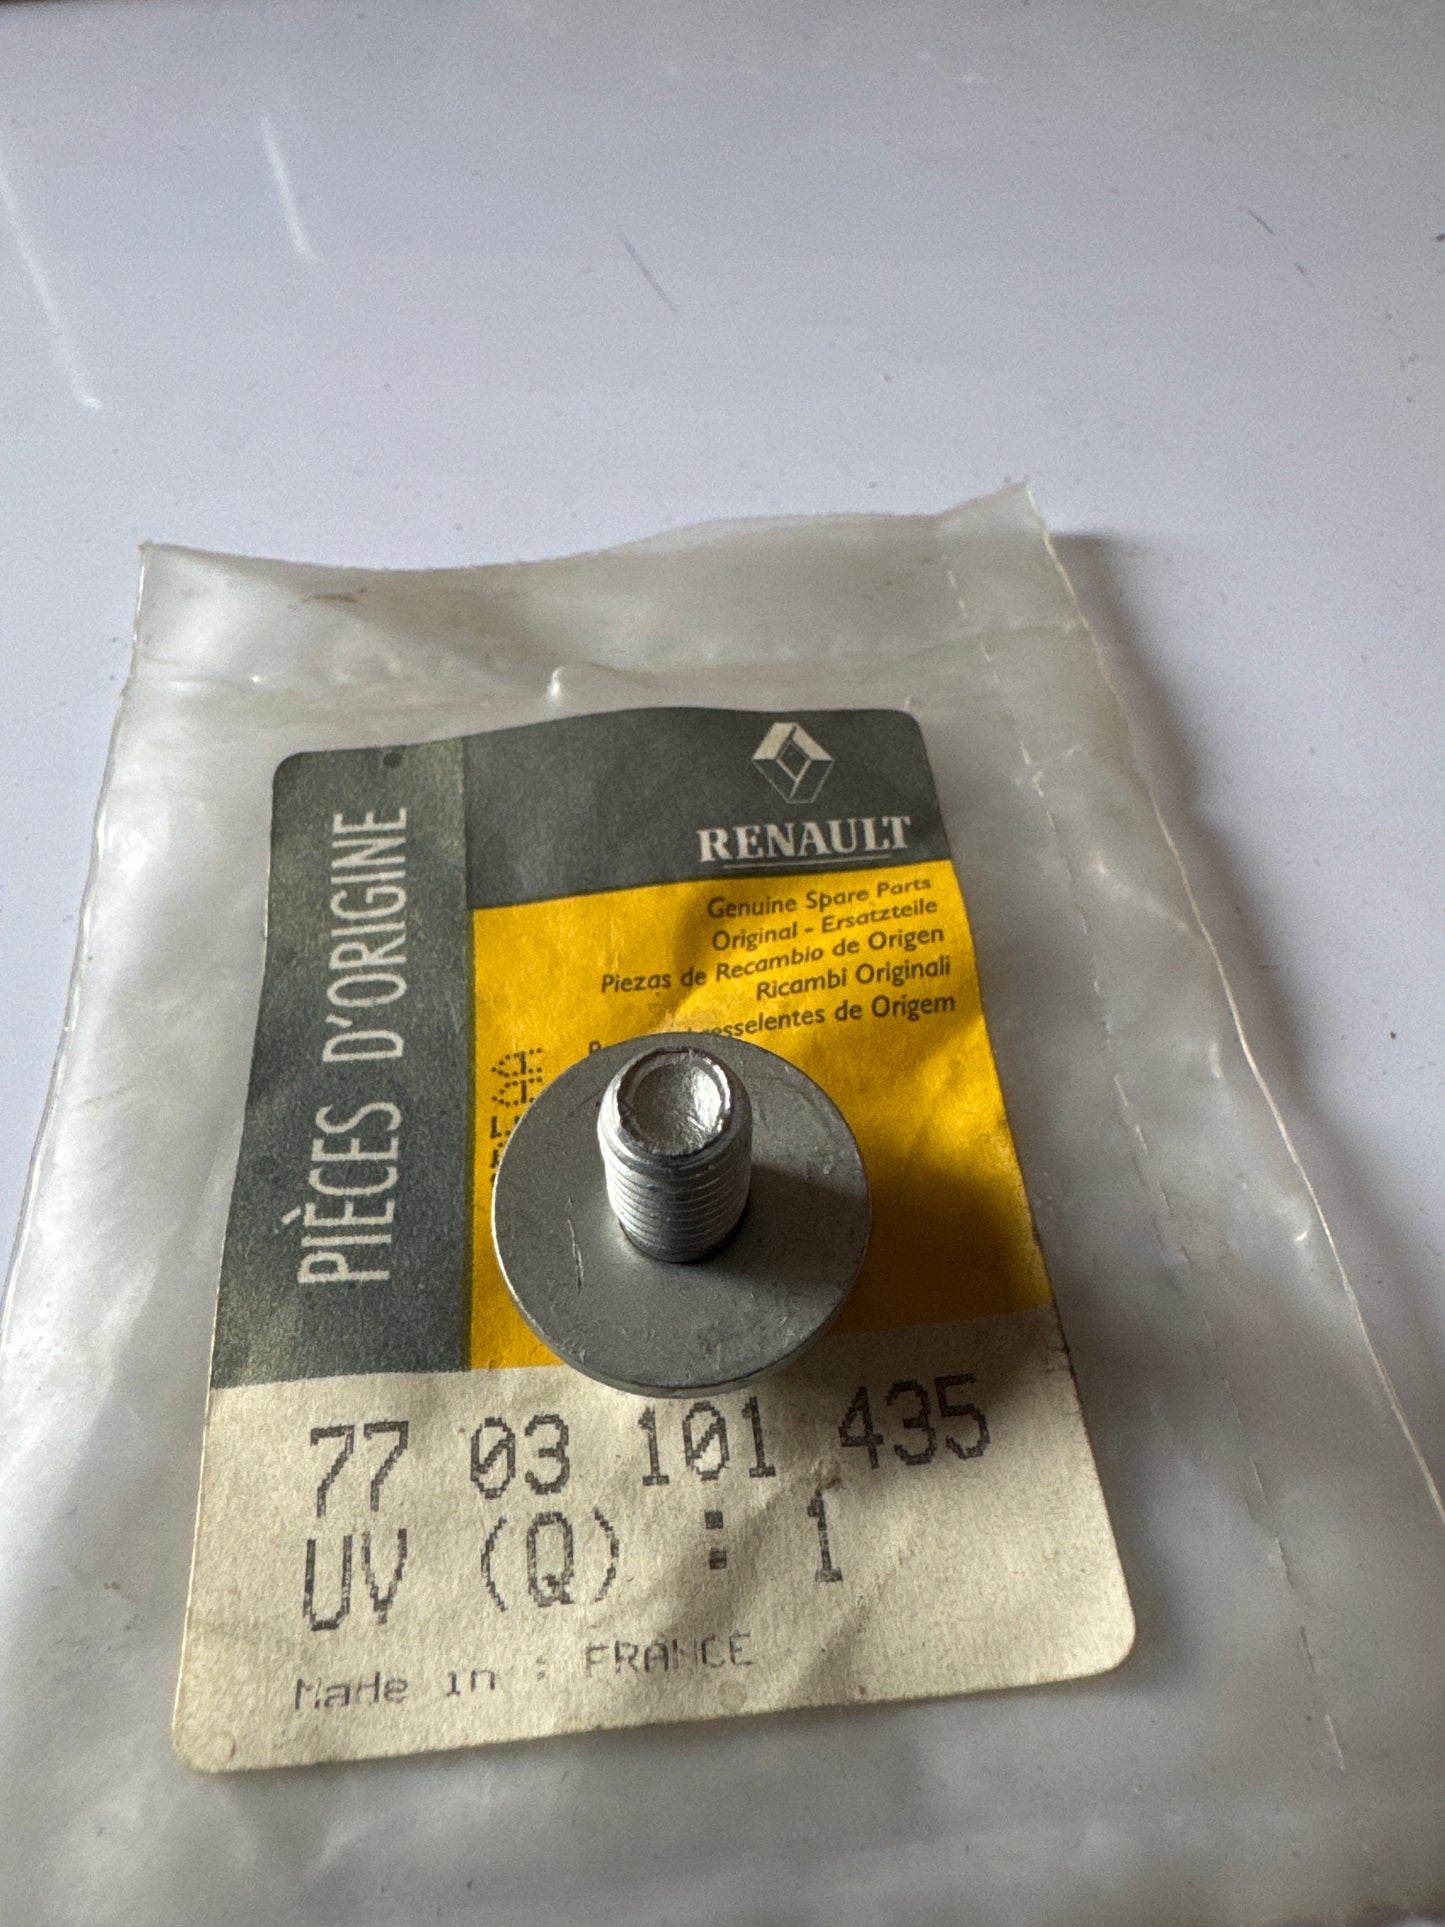 PIÈCES D'ORIGINE
RENAULT
Genuine Spare Parts
Original - Ersatzteile
Piezas de Recambio de Origen
Ricambi Originali
de Origem
77 03 101 435
UV (Q) : 1
Made in : FRANCE